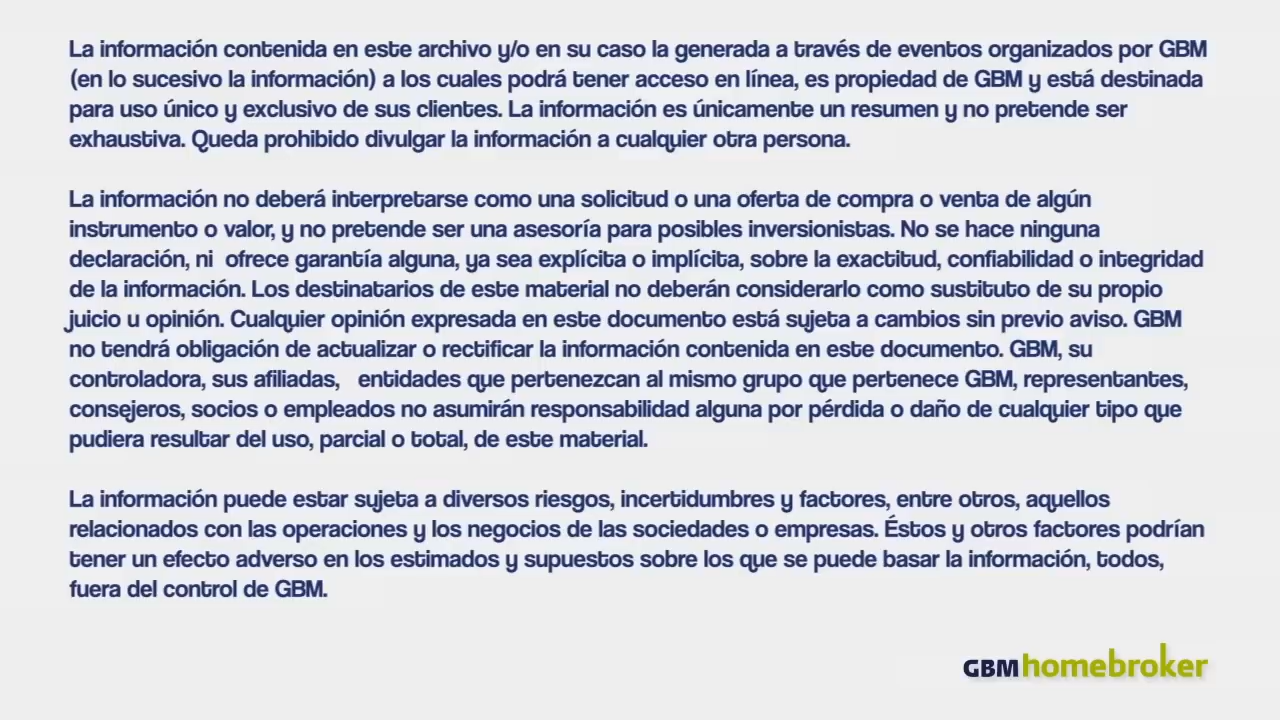 La información contenida en este archivo y/o en su caso la generada a través de eventos organizados por GBM
(en lo sucesivo la información) a los cuales podrá tener acceso en línea, es propiedad de GBM y está destinada
para uso único y exclusivo de sus clientes. La información es únicamente un resumen y no pretende ser
exhaustiva. Queda prohibido divulgar la información a cualquier otra persona.
La información no deberá interpretarse como una solicitud o una oferta de compra o venta de algún
instrumento o valor, y no pretende ser una asesoría para posibles inversionistas. No se hace ninguna
declaración, ni ofrece garantía alguna, ya sea explícita o implícita, sobre la exactitud, confiabilidad o integridad
de la información. Los destinatarios de este material no deberán considerarlo como sustituto de su propio
juicio u opinión. Cualquier opinión expresada en este documento está sujeta a cambios sin previo aviso. GBM
no tendrá obligación de actualizar o rectificar la información contenida en este documento. GBM, su
controladora, sus afiliadas, entidades que pertenezcan al mismo grupo que pertenece GBM, representantes,
consejeros, socios o empleados no asumirán responsabilidad alguna por pérdida o daño de cualquier tipo que
pudiera resultar del uso, parcial o total, de este material.
La información puede estar sujeta a diversos riesgos, incertidumbres y factores, entre otros, aquellos
relacionados con las operaciones y los negocios de las sociedades o empresas. Éstos y otros factores podrían
tener un efecto adverso en los estimados y supuestos sobre los que se puede basar la información, todos,
fuera del control de GBM.
GBMhomebroker